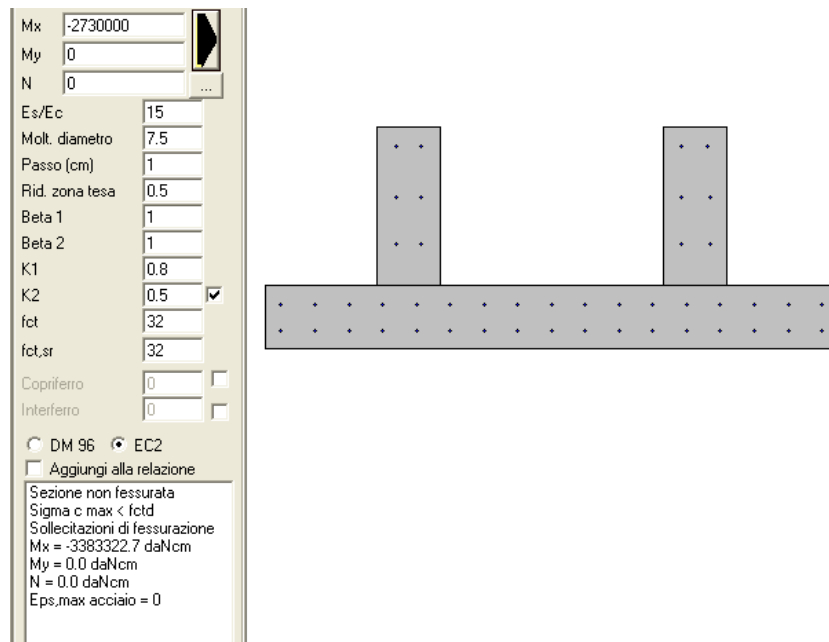 Mx -2730000
My 0
N 0 ...
Es/Ec 15
Molt. diametro 7.5
Passo (cm) 1
Rid. zona tesa 0.5
Beta 1 1
Beta 2 1
K1 0.8
K2 0.5
fct 32
fct,sr 32
Copriferro 0
Interferro 0
DM 96 EC2
Aggiungi alla relazione
Sezione non fessurata
Sigma c max < fctd
Sollecitazioni di fessurazione
Mx = -3383322.7 daNcm
My = 0.0 daNcm
N = 0.0 daNcm
Eps,max acciaio = 0